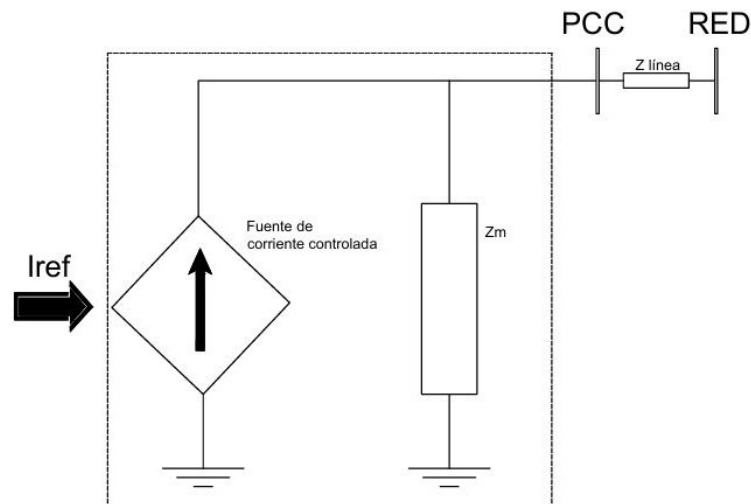 PCC
RED
Z línea
Fuente de
corriente controlada
Zm
Iref